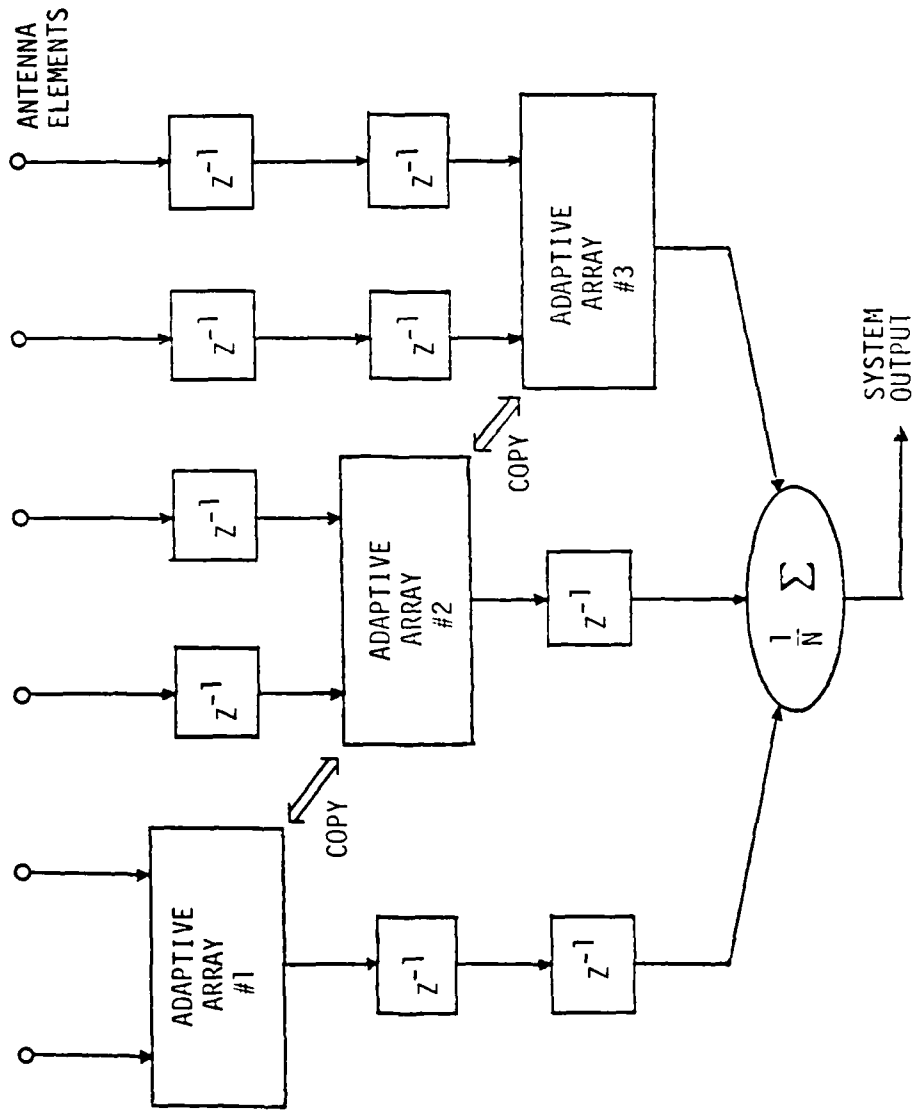 ANTENNA
ELEMENTS
z⁻¹
z⁻¹
z⁻¹
z⁻¹
ADAPTIVE
ARRAY
#3
z⁻¹
z⁻¹
COPY
ADAPTIVE
ARRAY
#2
z⁻¹
COPY
ADAPTIVE
ARRAY
#1
z⁻¹
z⁻¹
1/N Σ
SYSTEM
OUTPUT